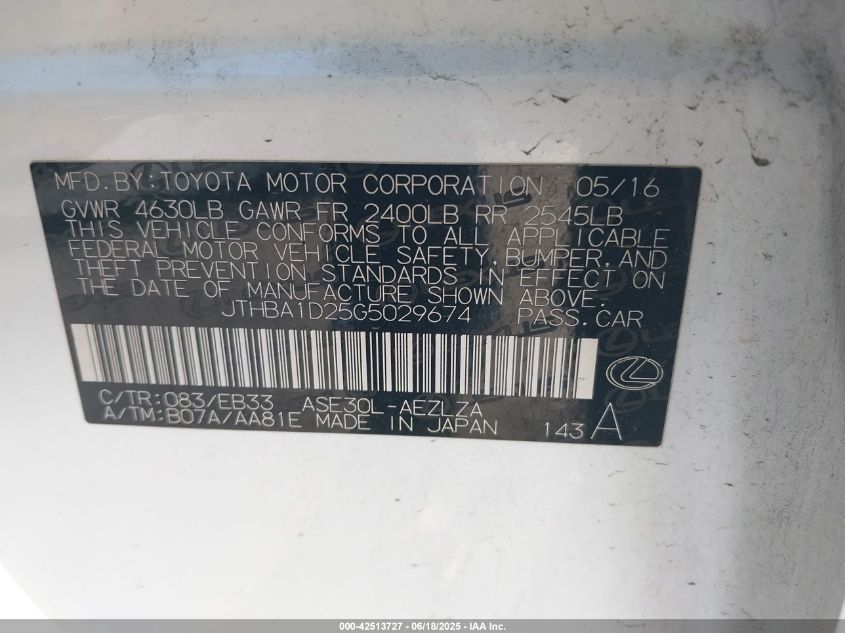 MFD.BY:TOYOTA MOTOR CORPORATION 05/16
GVWR 4630LB GAWR FR 2400LB RR 2545LB
THIS VEHICLE CONFORMS TO ALL APPLICABLE
FEDERAL MOTOR VEHICLE SAFETY,BUMPER,AND
THEFT PREVENTION STANDARDS IN EFFECT ON
THE DATE OF MANUFACTURE SHOWN ABOVE.
JTHBA1D25G5029674 PASS.CAR
C/TR:083/EB33 ASE30L-AEZLZA
A/TM:B07A/AA81E MADE IN JAPAN 143 A
000-42513727 - 06/18/2025 - IAA Inc.